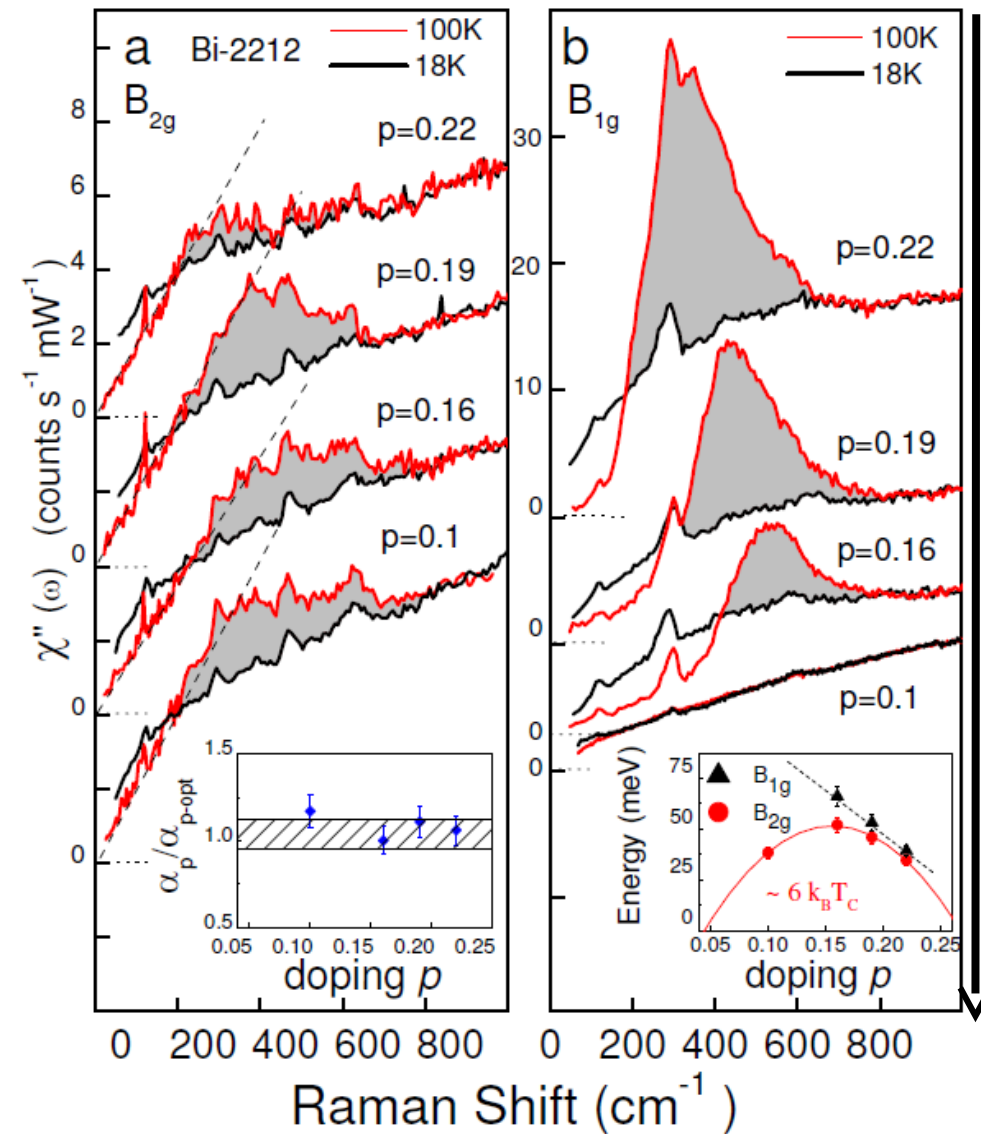 a Bi-2212
100K
18K
B2g
p=0.22
p=0.19
p=0.16
p=0.1
8
6
4
2
0
0
0
0
χ'' (ω) (counts s-1 mW-1)
1.5
1.0
0.5
αp/αp-opt
0.05 0.10 0.20 0.25
doping p
0 200 400 600 800
b
100K
18K
B1g
p=0.22
p=0.19
p=0.16
p=0.1
30
20
10
0
0
0
0
B1g
B2g
75
50
25
0
Energy (meV)
~ 6 kBTC
0.05 0.10 0.16 0.20 0.26
doping p
0 200 400 600 800
Raman Shift (cm-1)